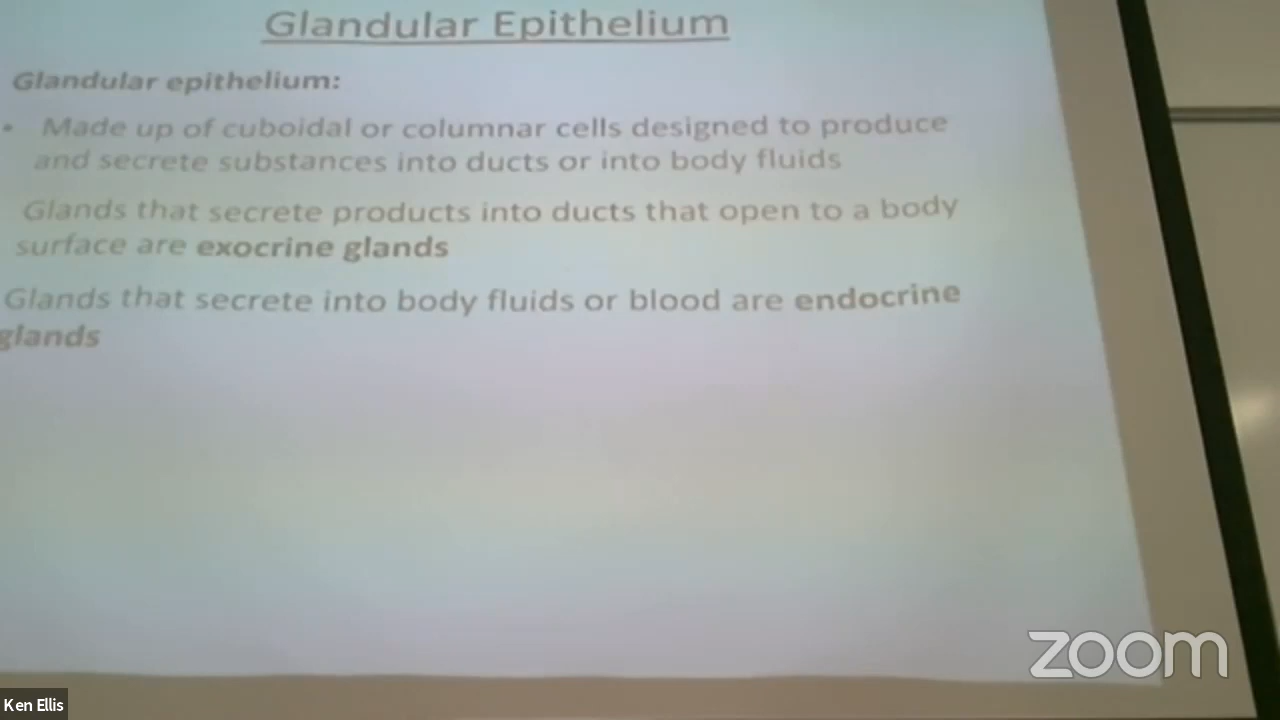 Glandular Epithelium
Glandular epithelium:
• Made up of cuboidal or columnar cells designed to produce
and secrete substances into ducts or into body fluids
Glands that secrete products into ducts that open to a body
surface are exocrine glands
Glands that secrete into body fluids or blood are endocrine
glands
zoom
Ken Ellis